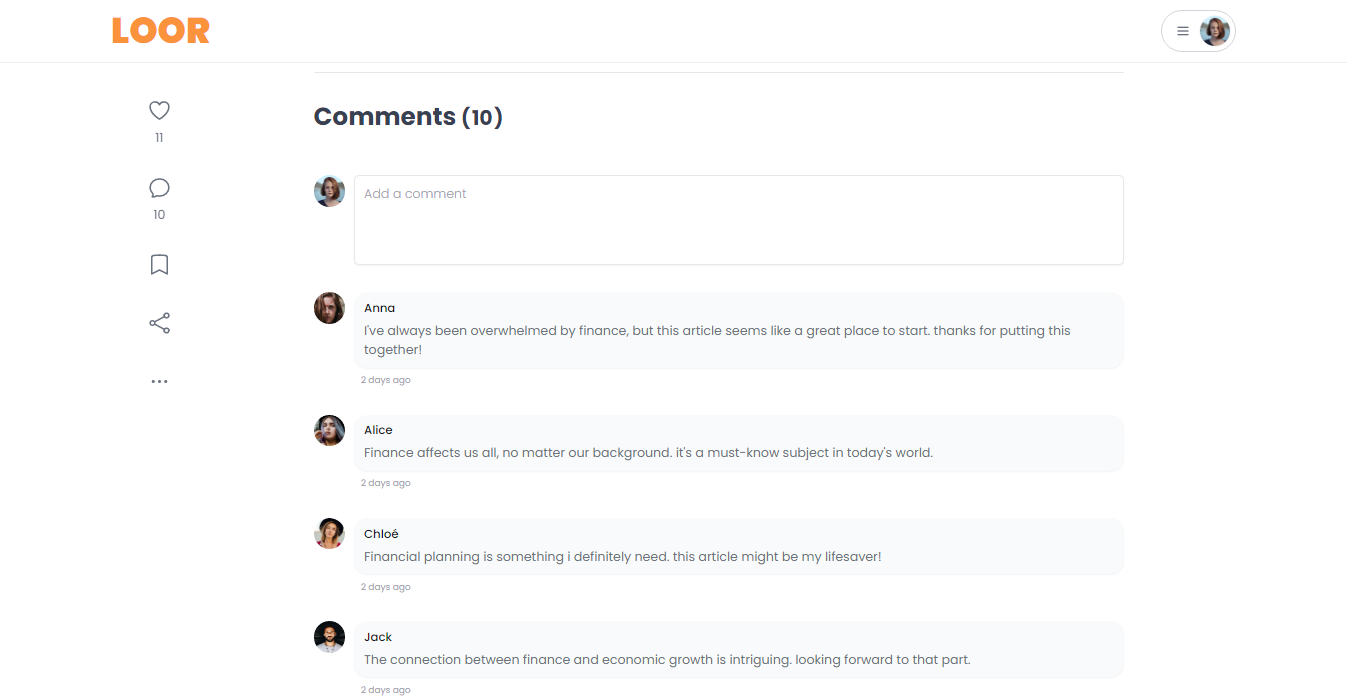 LOOR
11
10
Comments (10)
Add a comment
Anna
I've always been overwhelmed by finance, but this article seems like a great place to start. thanks for putting this
together!
2 days ago
Alice
Finance affects us all, no matter our background. it's a must-know subject in today's world.
2 days ago
Chloé
Financial planning is something i definitely need. this article might be my lifesaver!
2 days ago
Jack
The connection between finance and economic growth is intriguing. looking forward to that part.
2 days ago